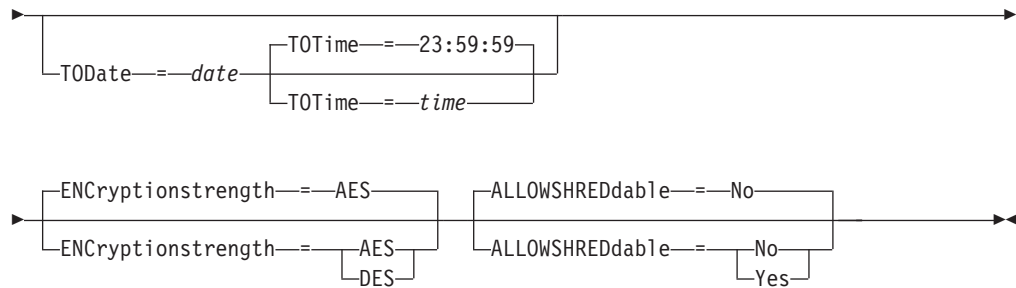 TOTime = 23:59:59
TODate = date
TOTime = time
ENCryptionstrength = AES
ALLOWSHREDdable = No
ENCryptionstrength = AES
ALLOWSHREDdable = No
DES
Yes